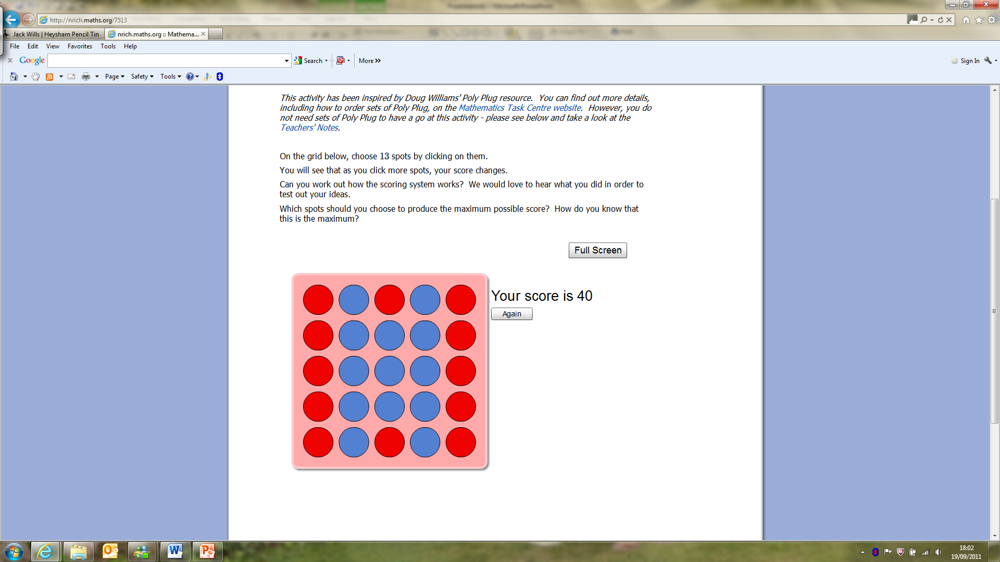 http://nrich.maths.org/7513
Jack Wills | Heysham Pencil Tin
nrich.maths.org :: Mathema...
File Edit View Favorites Tools Help
x Google Search More »
Sign In
Page Safety Tools
This activity has been inspired by Doug Williams' Poly Plug resource. You can find out more details,
including how to order sets of Poly Plug, on the Mathematics Task Centre website. However, you do
not need sets of Poly Plug to have a go at this activity - please see below and take a look at the
Teachers' Notes.
On the grid below, choose 13 spots by clicking on them.
You will see that as you click more spots, your score changes.
Can you work out how the scoring system works? We would love to hear what you did in order to
test out your ideas.
Which spots should you choose to produce the maximum possible score? How do you know that
this is the maximum?
Full Screen
Your score is 40
Again
18:02
19/09/2011